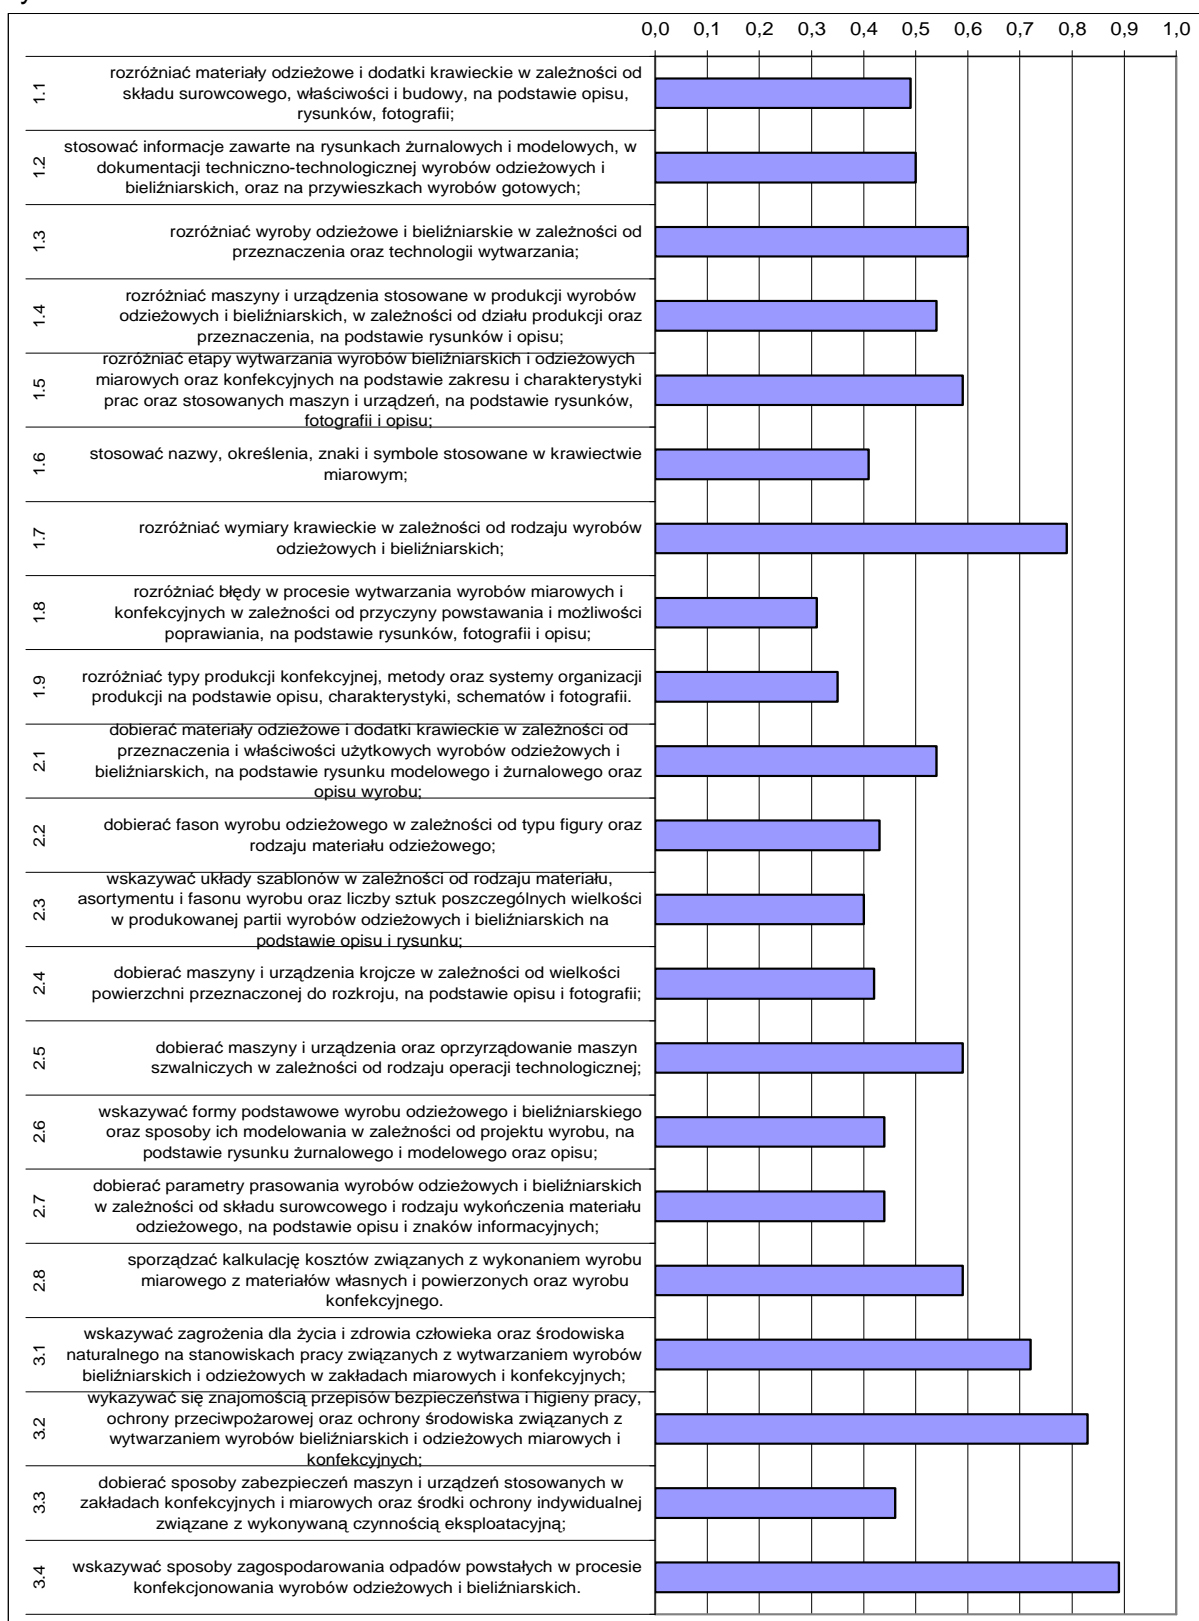 0,0 0,1 0,2 0,3 0,4 0,5 0,6 0,7 0,8 0,9 1,0
1.1
rozróżniać materiały odzieżowe i dodatki krawieckie w zależności od
składu surowcowego, właściwości i budowy, na podstawie opisu,
rysunków, fotografii;
1.2
stosować informacje zawarte na rysunkach żurnalowych i modelowych, w
dokumentacji techniczno-technologicznej wyrobów odzieżowych i
bieliźniarskich, oraz na przywieszkach wyrobów gotowych;
1.3
rozróżniać wyroby odzieżowe i bieliźniarskie w zależności od
przeznaczenia oraz technologii wytwarzania;
1.4
rozróżniać maszyny i urządzenia stosowane w produkcji wyrobów
odzieżowych i bieliźniarskich, w zależności od działu produkcji oraz
przeznaczenia, na podstawie rysunków i opisu;
1.5
rozróżniać etapy wytwarzania wyrobów bieliźniarskich i odzieżowych
miarowych oraz konfekcyjnych na podstawie zakresu i charakterystyki
prac oraz stosowanych maszyn i urządzeń, na podstawie rysunków,
fotografii i opisu;
1.6
stosować nazwy, określenia, znaki i symbole stosowane w krawiectwie
miarowym;
1.7
rozróżniać wymiary krawieckie w zależności od rodzaju wyrobów
odzieżowych i bieliźniarskich;
1.8
rozróżniać błędy w procesie wytwarzania wyrobów miarowych i
konfekcyjnych w zależności od przyczyny powstawania i możliwości
poprawiania, na podstawie rysunków, fotografii i opisu;
1.9
rozróżniać typy produkcji konfekcyjnej, metody oraz systemy organizacji
produkcji na podstawie opisu, charakterystyki, schematów i fotografii.
2.1
dobierać materiały odzieżowe i dodatki krawieckie w zależności od
przeznaczenia i właściwości użytkowych wyrobów odzieżowych i
bieliźniarskich, na podstawie rysunku modelowego i żurnalowego oraz
opisu wyrobu;
2.2
dobierać fason wyrobu odzieżowego w zależności od typu figury oraz
rodzaju materiału odzieżowego;
2.3
wskazywać układy szablonów w zależności od rodzaju materiału,
asortymentu i fasonu wyrobu oraz liczby sztuk poszczególnych wielkości
w produkowanej partii wyrobów odzieżowych i bieliźniarskich na
podstawie opisu i rysunku;
2.4
dobierać maszyny i urządzenia krojcze w zależności od wielkości
powierzchni przeznaczonej do rozkroju, na podstawie opisu i fotografii;
2.5
dobierać maszyny i urządzenia oraz oprzyrządowanie maszyn
szwalniczych w zależności od rodzaju operacji technologicznej;
2.6
wskazywać formy podstawowe wyrobu odzieżowego i bieliźniarskiego
oraz sposoby ich modelowania w zależności od projektu wyrobu, na
podstawie rysunku żurnalowego i modelowego oraz opisu;
2.7
dobierać parametry prasowania wyrobów odzieżowych i bieliźniarskich
w zależności od składu surowcowego i rodzaju wykończenia materiału
odzieżowego, na podstawie opisu i znaków informacyjnych;
2.8
sporządzać kalkulację kosztów związanych z wykonaniem wyrobu
miarowego z materiałów własnych i powierzonych oraz wyrobu
konfekcyjnego.
3.1
wskazywać zagrożenia dla życia i zdrowia człowieka oraz środowiska
naturalnego na stanowiskach pracy związanych z wytwarzaniem wyrobów
bieliźniarskich i odzieżowych w zakładach miarowych i konfekcyjnych;
3.2
wykazywać się znajomością przepisów bezpieczeństwa i higieny pracy,
ochrony przeciwpożarowej oraz ochrony środowiska związanych z
wytwarzaniem wyrobów bieliźniarskich i odzieżowych miarowych i
konfekcyjnych;
3.3
dobierać sposoby zabezpieczeń maszyn i urządzeń stosowanych w
zakładach konfekcyjnych i miarowych oraz środki ochrony indywidualnej
związane z wykonywaną czynnością eksploatacyjną;
3.4
wskazywać sposoby zagospodarowania odpadów powstałych w procesie
konfekcjonowania wyrobów odzieżowych i bieliźniarskich.